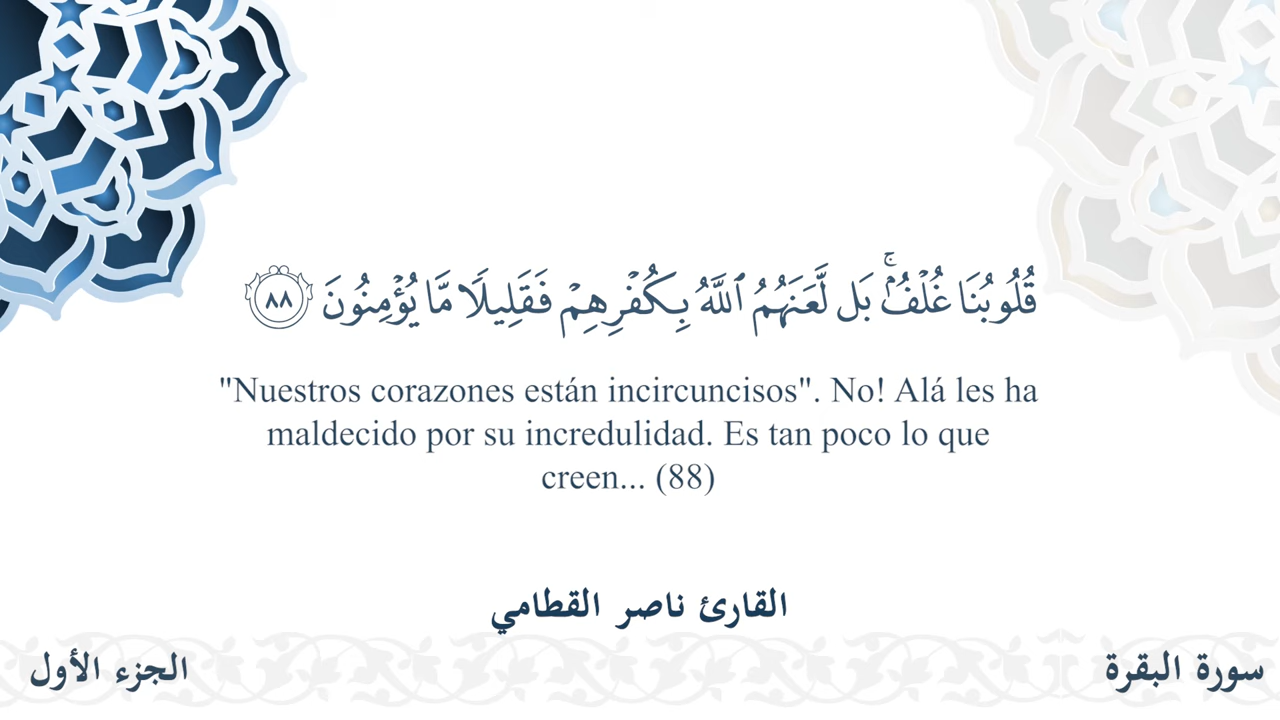 قُلُوبُنَا غُلْفُۢۚ بَل لَّعَنَهُمُ ٱللَّهُ بِكُفْرِهِمْ فَقَلِيلًا مَّا يُؤْمِنُونَ ٨٨
"Nuestros corazones están incircuncisos". No! Alá les ha
maldecido por su incredulidad. Es tan poco lo que
creen... (88)
القارئ ناصر القطامي
سورة البقرة
الجزء الأول